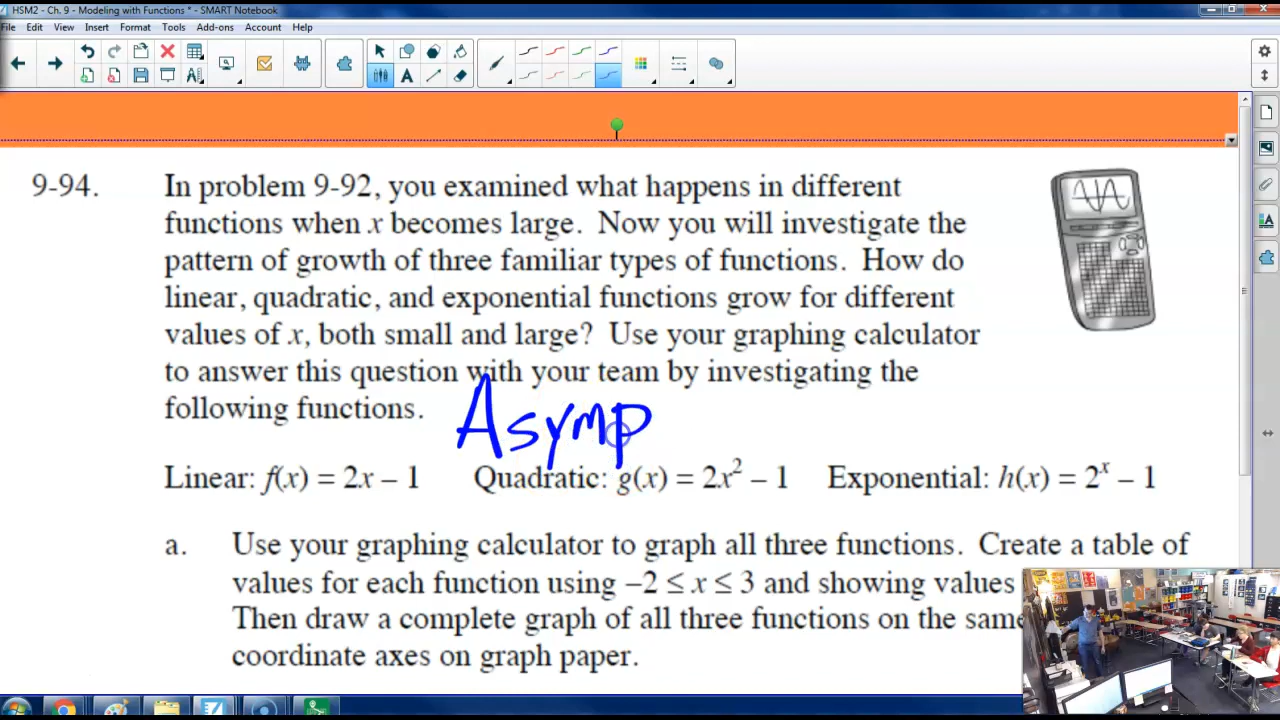 HSM2 - Ch. 9 - Modeling with Functions * - SMART Notebook
File Edit View Insert Format Tools Add-ons Account Help
9-94. In problem 9-92, you examined what happens in different
functions when x becomes large. Now you will investigate the
pattern of growth of three familiar types of functions. How do
linear, quadratic, and exponential functions grow for different
values of x, both small and large? Use your graphing calculator
to answer this question with your team by investigating the
following functions.
Asymp
Linear: f(x) = 2x – 1 Quadratic: g(x) = 2x² – 1 Exponential: h(x) = 2ˣ – 1
a. Use your graphing calculator to graph all three functions. Create a table of
values for each function using –2 ≤ x ≤ 3 and showing values
Then draw a complete graph of all three functions on the same
coordinate axes on graph paper.